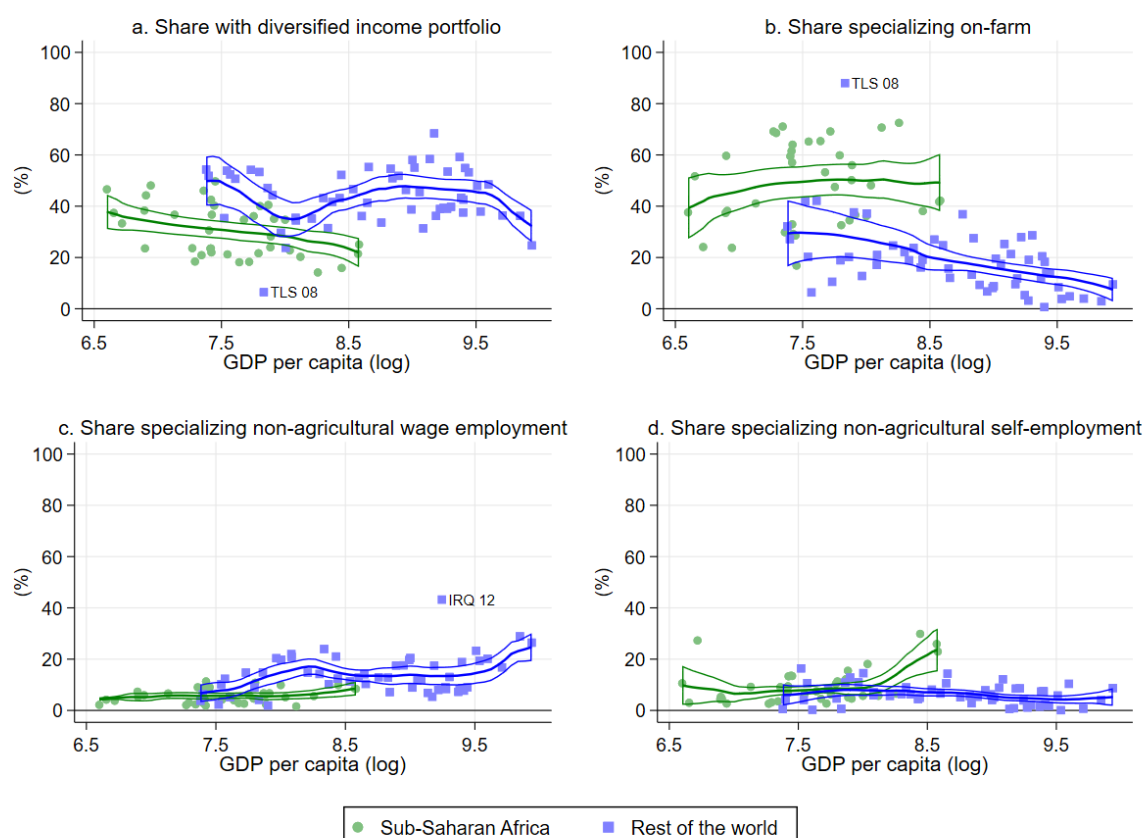 a. Share with diversified income portfolio
100
80
60
40
20
0
(%)
TLS 08
6.5 7.5 8.5 9.5
GDP per capita (log)
b. Share specializing on-farm
100
80
60
40
20
0
(%)
TLS 08
6.5 7.5 8.5 9.5
GDP per capita (log)
c. Share specializing non-agricultural wage employment
100
80
60
40
20
0
(%)
IRQ 12
6.5 7.5 8.5 9.5
GDP per capita (log)
d. Share specializing non-agricultural self-employment
100
80
60
40
20
0
(%)
6.5 7.5 8.5 9.5
GDP per capita (log)
Sub-Saharan Africa Rest of the world